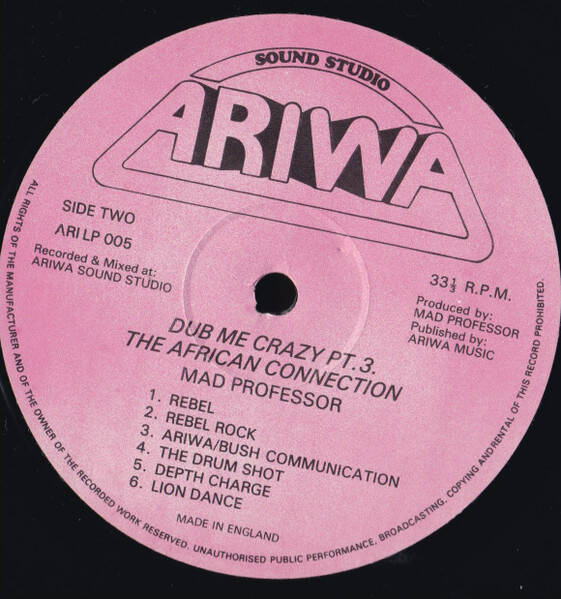 SOUND STUDIO
ARIWA
SIDE TWO
ARI LP 005
Recorded & Mixed at:
ARIWA SOUND STUDIO
33⅓ R.P.M.
Produced by:
MAD PROFESSOR
Published by:
ARIWA MUSIC
DUB ME CRAZY PT.3.
THE AFRICAN CONNECTION
MAD PROFESSOR
1. REBEL
2. REBEL ROCK
3. ARIWA/BUSH COMMUNICATION
4. THE DRUM SHOT
5. DEPTH CHARGE
6. LION DANCE
MADE IN ENGLAND
ALL RIGHTS OF THE MANUFACTURER AND OF THE OWNER OF THE RECORDED WORK RESERVED. UNAUTHORISED PUBLIC PERFORMANCE, BROADCASTING, COPYING AND RENTAL OF THIS RECORD PROHIBITED.